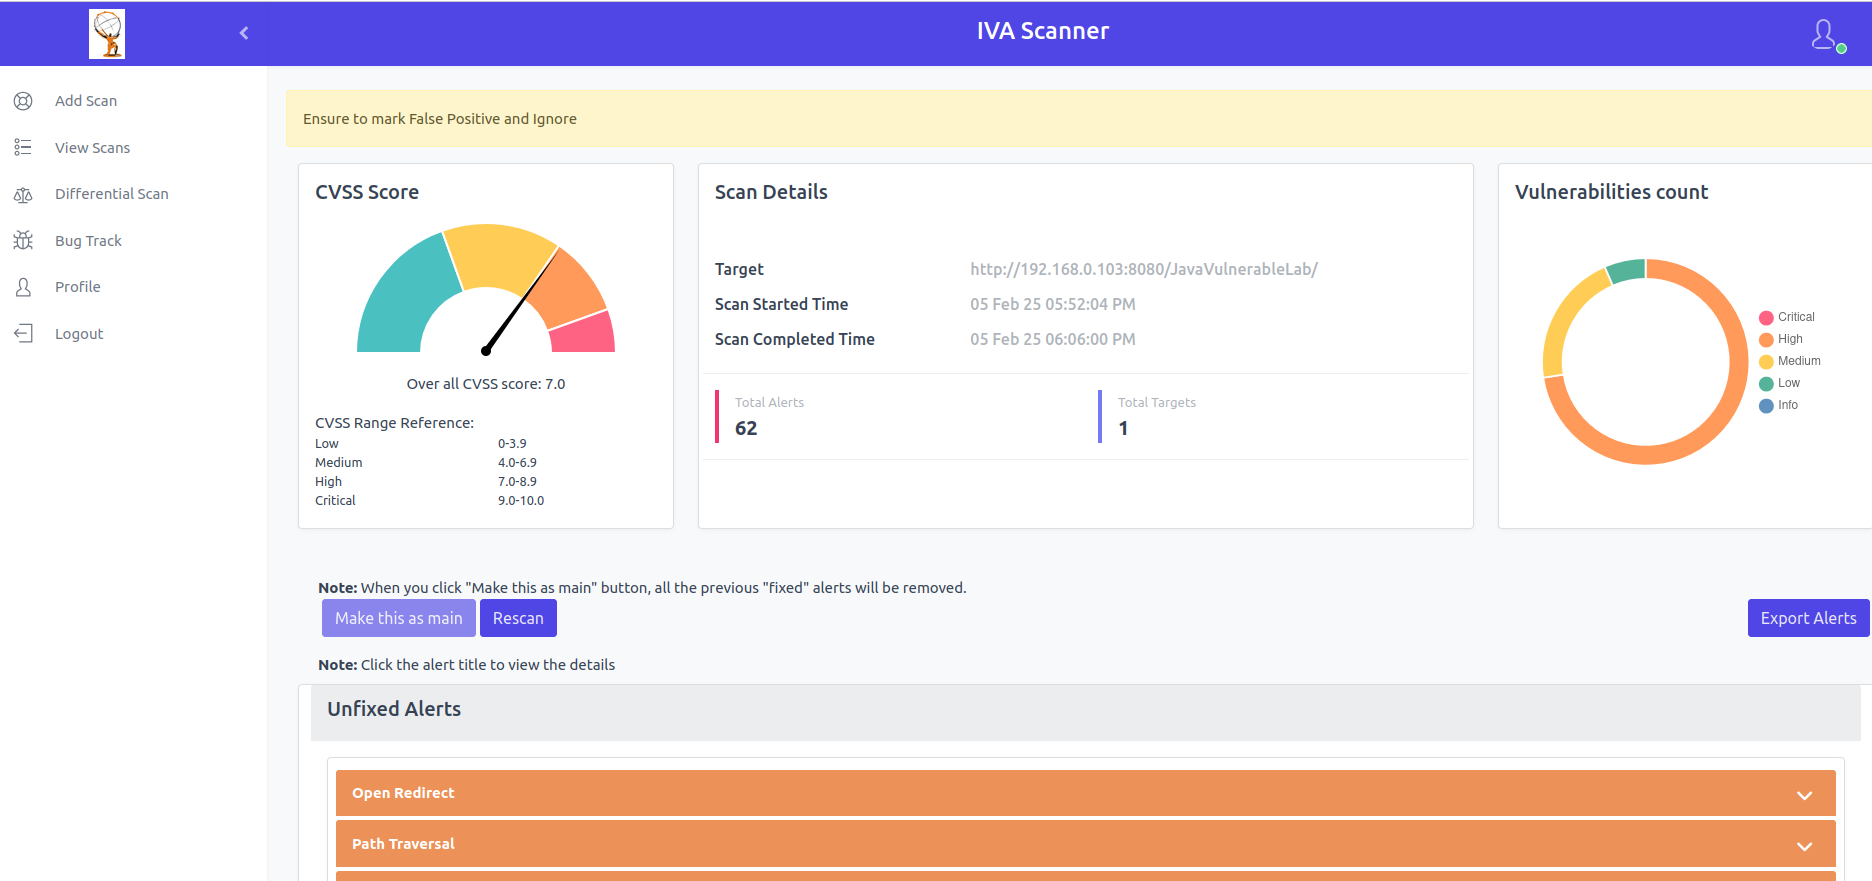 IVA Scanner
Add Scan
View Scans
Differential Scan
Bug Track
Profile
Logout
Ensure to mark False Positive and Ignore
CVSS Score
Over all CVSS score: 7.0
CVSS Range Reference:
Low 0-3.9
Medium 4.0-6.9
High 7.0-8.9
Critical 9.0-10.0
Scan Details
Target http://192.168.0.103:8080/JavaVulnerableLab/
Scan Started Time 05 Feb 25 05:52:04 PM
Scan Completed Time 05 Feb 25 06:06:00 PM
Total Alerts
62
Total Targets
1
Vulnerabilities count
Critical
High
Medium
Low
Info
Note: When you click "Make this as main" button, all the previous "fixed" alerts will be removed.
Make this as main Rescan Export Alerts
Note: Click the alert title to view the details
Unfixed Alerts
Open Redirect
Path Traversal